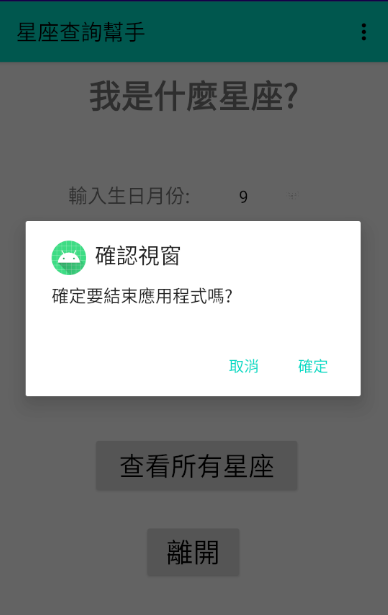 星座查詢幫手
我是什麼星座?
輸入生日月份: 9
確認視窗
確定要結束應用程式嗎?
取消 確定
查看所有星座
離開